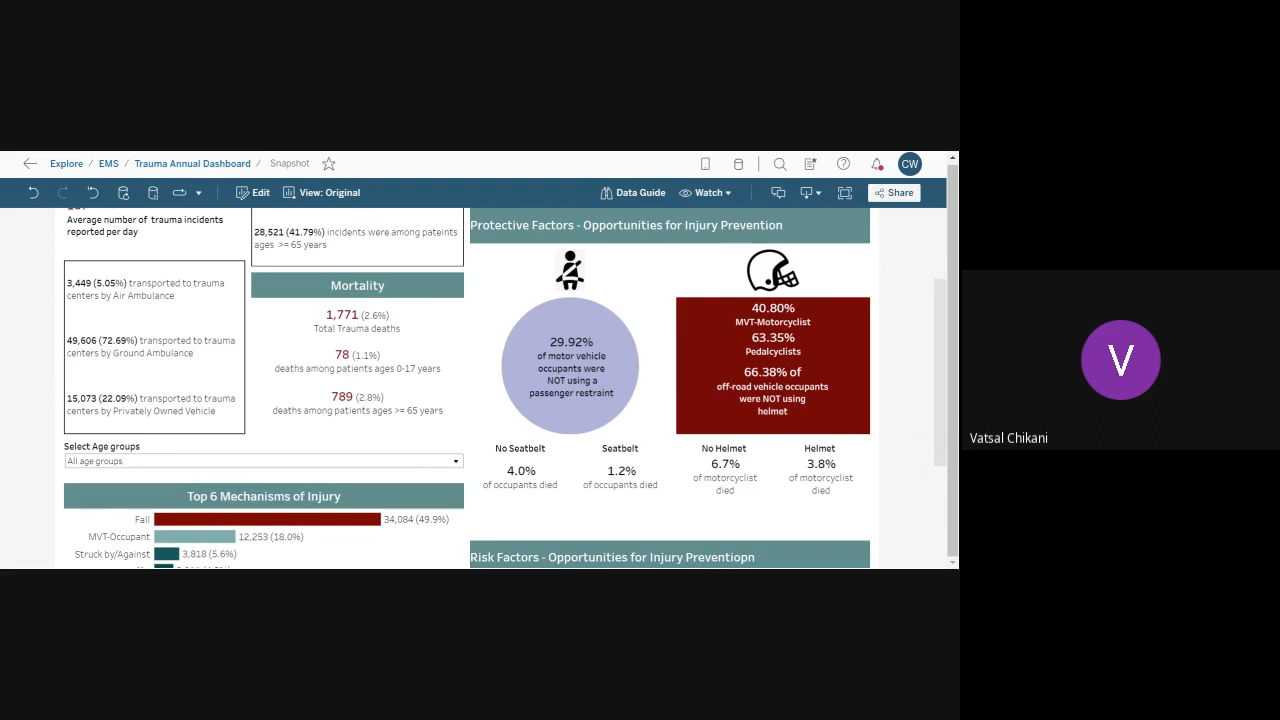 Explore / EMS / Trauma Annual Dashboard / Snapshot
CW
Edit
View: Original
Data Guide
Watch
Share
Average number of trauma incidents
reported per day
3,449 (5.05%) transported to trauma
centers by Air Ambulance
49,606 (72.69%) transported to trauma
centers by Ground Ambulance
15,073 (22.09%) transported to trauma
centers by Privately Owned Vehicle
28,521 (41.79%) incidents were among pateints
ages >= 65 years
Mortality
1,771 (2.6%)
Total Trauma deaths
78 (1.1%)
deaths among patients ages 0-17 years
789 (2.8%)
deaths among patients ages >= 65 years
Select Age groups
All age groups
Top 6 Mechanisms of Injury
Fall 34,084 (49.9%)
MVT-Occupant 12,253 (18.0%)
Struck by/Against 3,818 (5.6%)
Protective Factors - Opportunities for Injury Prevention
29.92%
of motor vehicle
occupants were
NOT using a
passenger restraint
40.80%
MVT-Motorcyclist
63.35%
Pedalcyclists
66.38% of
off-road vehicle occupants
were NOT using
helmet
No Seatbelt
4.0%
of occupants died
Seatbelt
1.2%
of occupants died
No Helmet
6.7%
of motorcyclist
died
Helmet
3.8%
of motorcyclist
died
Risk Factors - Opportunities for Injury Preventiopn
V
Vatsal Chikani